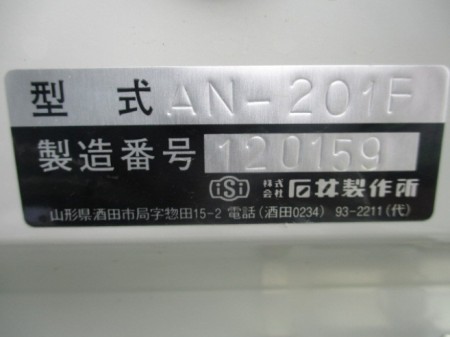 型式 AN-201F
製造番号 120159
iSi 株式会社 石井製作所
山形県酒田市局字惣田15-2 電話(酒田0234) 93-2211(代)